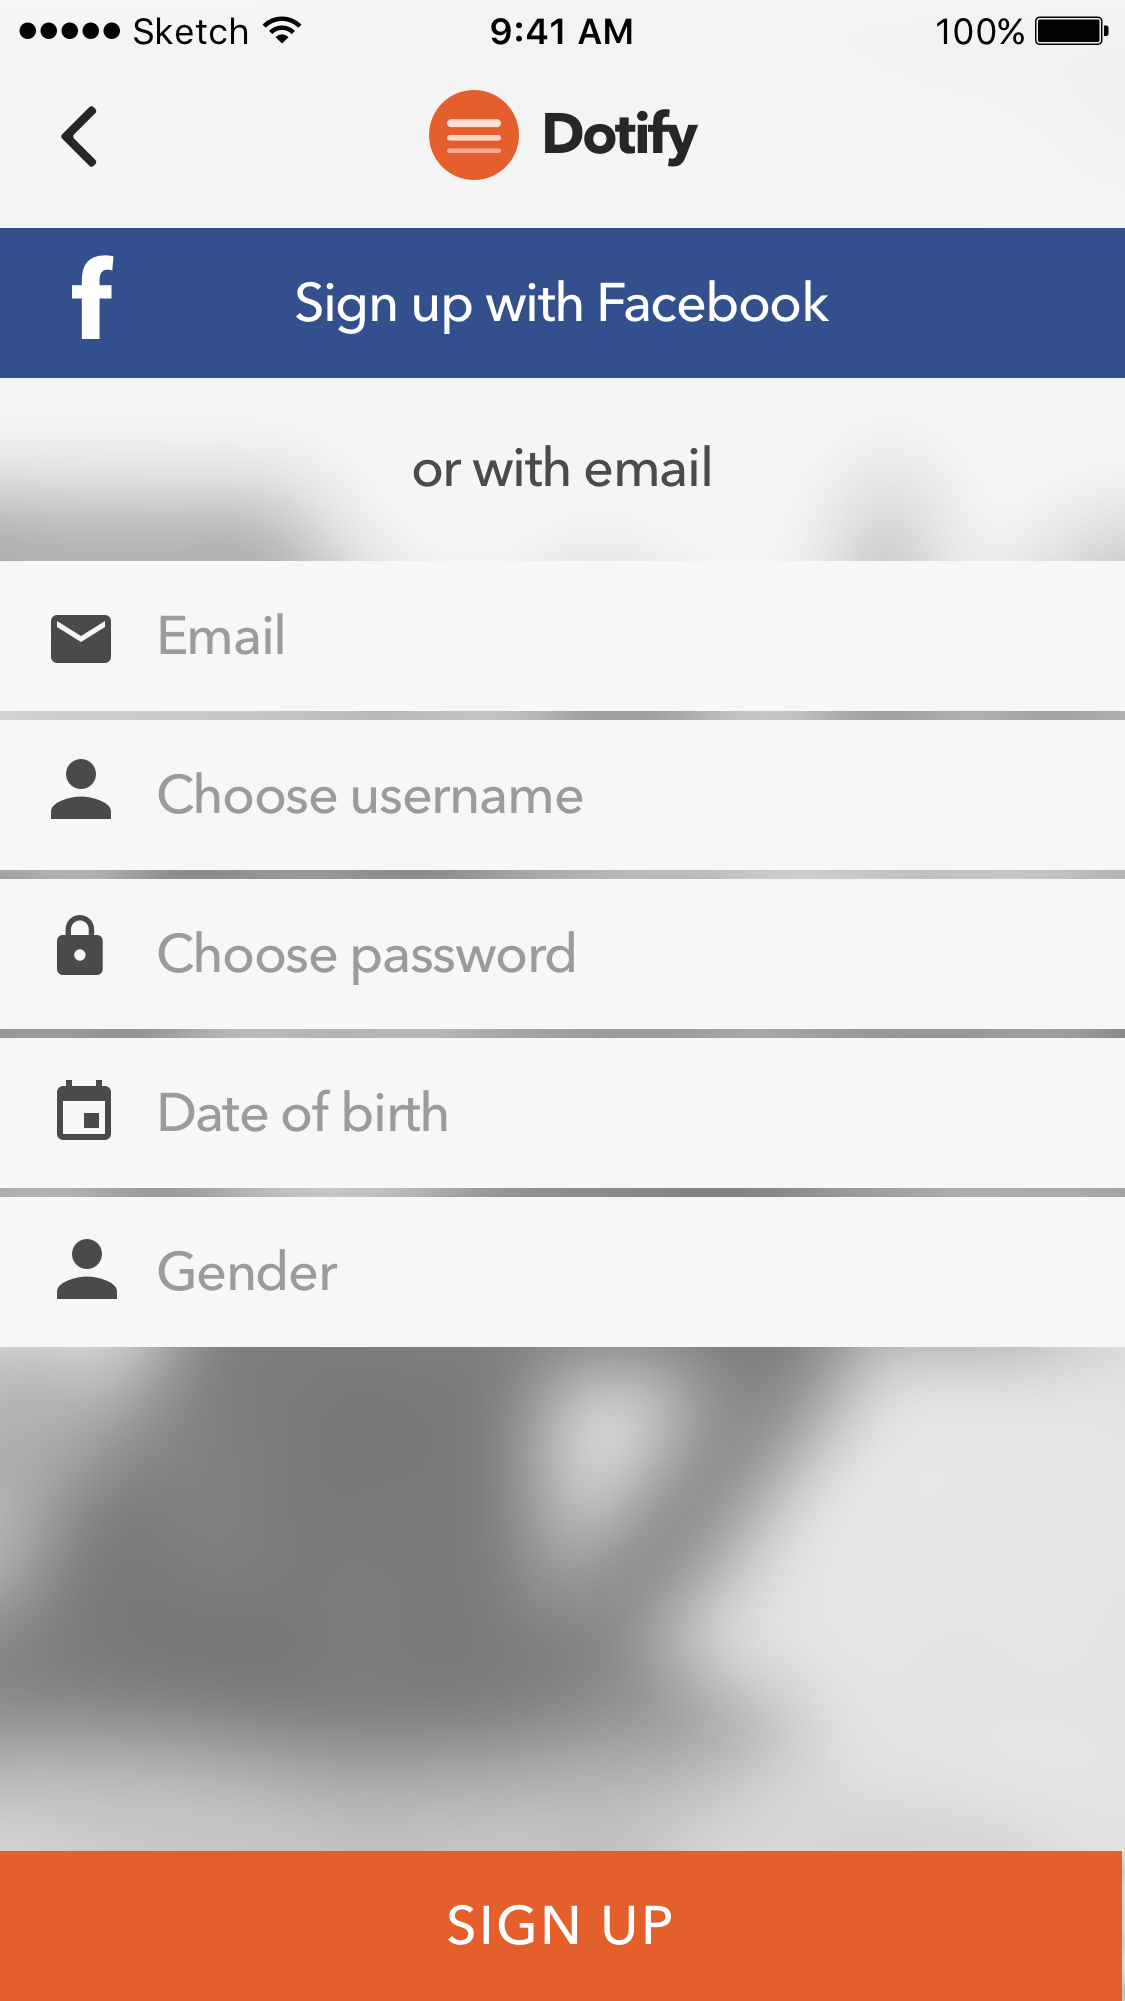 Sketch 9:41 AM 100%
Dotify
f Sign up with Facebook
or with email
Email
Choose username
Choose password
Date of birth
Gender
SIGN UP